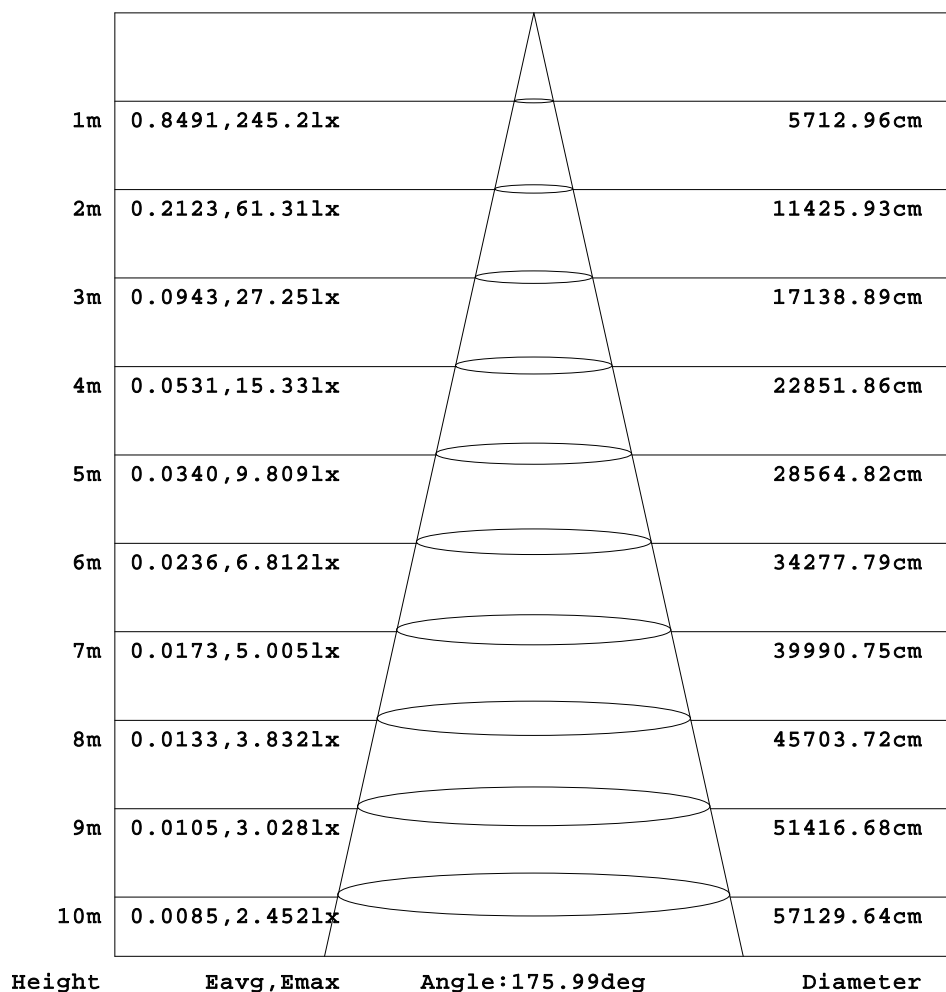 1m 0.8491,245.2lx 5712.96cm
2m 0.2123,61.31lx 11425.93cm
3m 0.0943,27.25lx 17138.89cm
4m 0.0531,15.33lx 22851.86cm
5m 0.0340,9.809lx 28564.82cm
6m 0.0236,6.812lx 34277.79cm
7m 0.0173,5.005lx 39990.75cm
8m 0.0133,3.832lx 45703.72cm
9m 0.0105,3.028lx 51416.68cm
10m 0.0085,2.452lx 57129.64cm
Height Eavg,Emax Angle:175.99deg Diameter